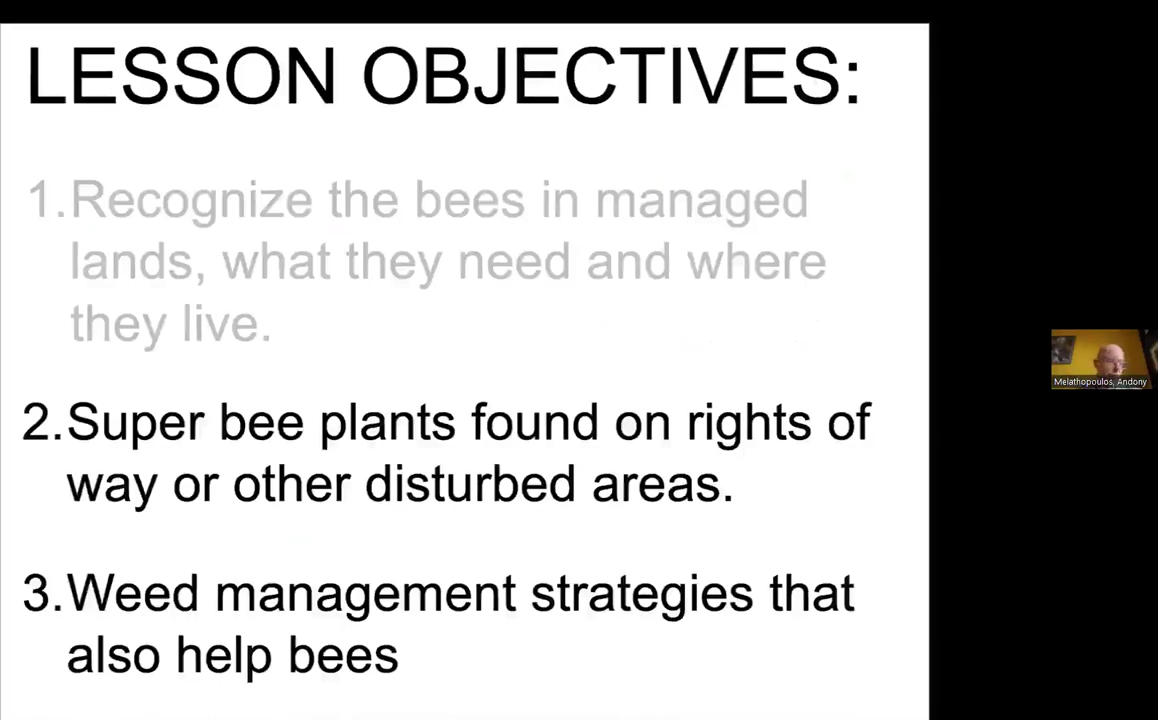 LESSON OBJECTIVES:
1.Recognize the bees in managed
lands, what they need and where
they live.
2.Super bee plants found on rights of
way or other disturbed areas.
3.Weed management strategies that
also help bees
Melathopoulos, Andony